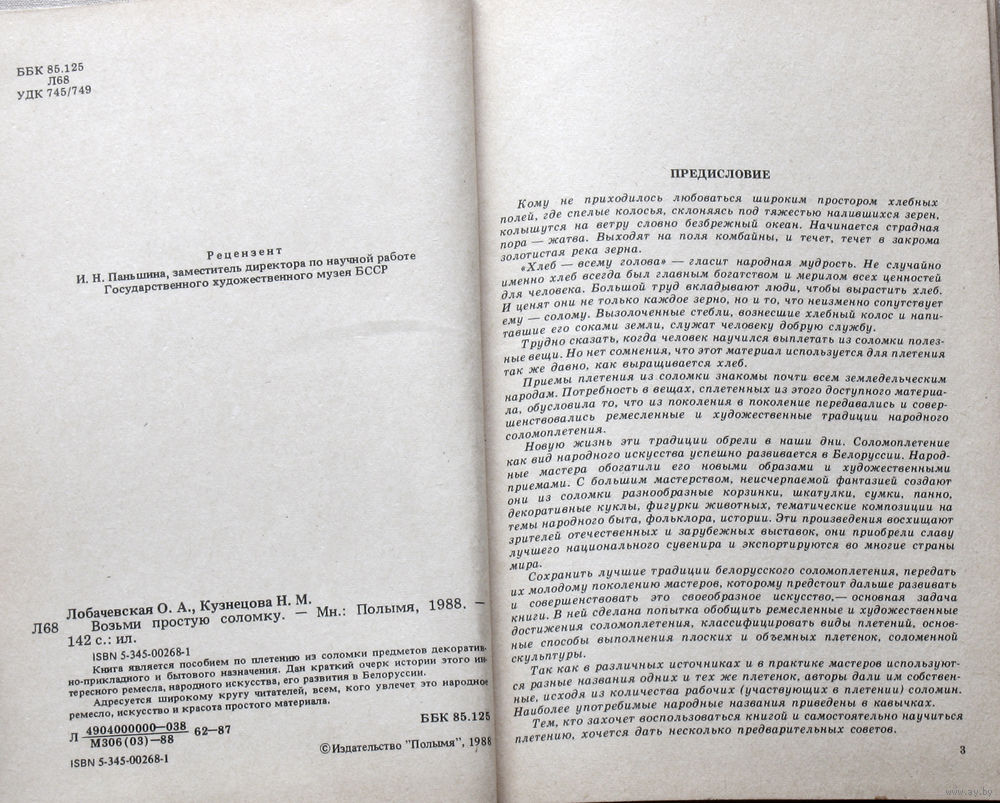 ББК 85.125
Л68
УДК 745/749
Рецензент
И. Н. Паньшина, заместитель директора по научной работе
Государственного художественного музея БССР
Лобачевская О. А., Кузнецова Н. М.
Л68 Возьми простую соломку. — Мн.: Полымя, 1988. —
142 с.: ил.
ISBN 5-345-00268-1
Книга является пособием по плетению из соломки предметов декоратив-
но-прикладного и бытового назначения. Дан краткий очерк истории этого ин-
тересного ремесла, народного искусства, его развития в Белоруссии.
Адресуется широкому кругу читателей, всем, кого увлечет это народное
ремесло, искусство и красота простого материала.
Л 4904000000—038
М306 (03)—88 62—87
ББК 85.125
ISBN 5-345-00268-1
© Издательство "Полымя", 1988
ПРЕДИСЛОВИЕ
Кому не приходилось любоваться широким простором хлебных
полей, где спелые колосья, склоняясь под тяжестью налившихся зерен,
колышутся на ветру словно безбрежный океан. Начинается страдная
пора — жатва. Выходят на поля комбайны, и течет, течет в закрома
золотистая река зерна.
«Хлеб — всему голова» — гласит народная мудрость. Не случайно
именно хлеб всегда был главным богатством и мерилом всех ценностей
для человека. Большой труд вкладывают люди, чтобы вырастить хлеб.
И ценят они не только каждое зерно, но и то, что неизменно сопутствует
ему — солому. Вызолоченные стебли, вознесшие хлебный колос и напи-
тавшие его соками земли, служат человеку добрую службу.
Трудно сказать, когда человек научился выплетать из соломки полез-
ные вещи. Но нет сомнения, что этот материал используется для плетения
так же давно, как выращивается хлеб.
Приемы плетения из соломки знакомы почти всем земледельческим
народам. Потребность в вещах, сплетенных из этого доступного материа-
ла, обусловила то, что из поколения в поколение передавались и совер-
шенствовались ремесленные и художественные традиции народного
соломоплетения.
Новую жизнь эти традиции обрели в наши дни. Соломоплетение
как вид народного искусства успешно развивается в Белоруссии. Народ-
ные мастера обогатили его новыми образами и художественными
приемами. С большим мастерством, неисчерпаемой фантазией создают
они из соломки разнообразные корзинки, шкатулки, сумки, панно,
декоративные куклы, фигурки животных, тематические композиции на
темы народного быта, фольклора, истории. Эти произведения восхищают
зрителей отечественных и зарубежных выставок, они приобрели славу
лучшего национального сувенира и экспортируются во многие страны
мира.
Сохранить лучшие традиции белорусского соломоплетения, передать
их молодому поколению мастеров, которому предстоит дальше развивать
и совершенствовать это своеобразное искусство,— основная задача
книги. В ней сделана попытка обобщить ремесленные и художественные
достижения соломоплетения, классифицировать виды плетений, основ-
ные способы выполнения плоских и объемных плетенок, соломенной
скульптуры.
Так как в различных источниках и в практике мастеров использují-
ся разные названия одних и тех же плетенок, авторы дали им собствен-
ные, исходя из количества рабочих (участвующих в плетении) соломин.
Наиболее употребимые народные названия приведены в кавычках.
Тем, кто захочет воспользоваться книгой и самостоятельно научиться
плетению, хочется дать несколько предварительных советов.
3
www.ay.by